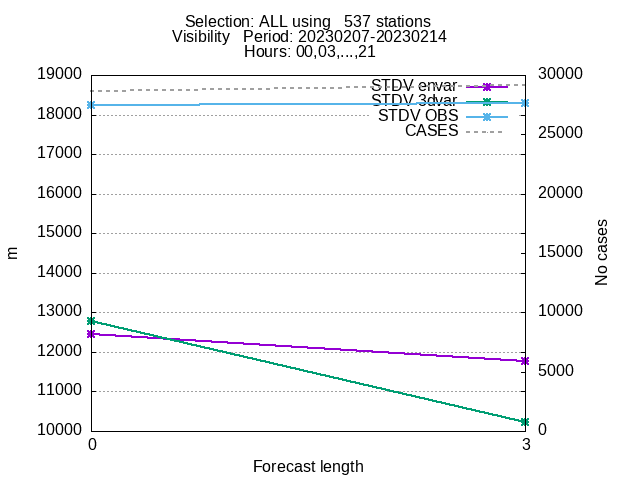 Selection: ALL using   537 stations
Visibility   Period: 20230207-20230214
Hours: 00,03,...,21
19000
18000
17000
16000
15000
14000
13000
12000
11000
10000
m
STDV envar
STDV 3dvar
STDV OBS
CASES
30000
25000
20000
15000
10000
5000
0
No cases
0
3
Forecast length